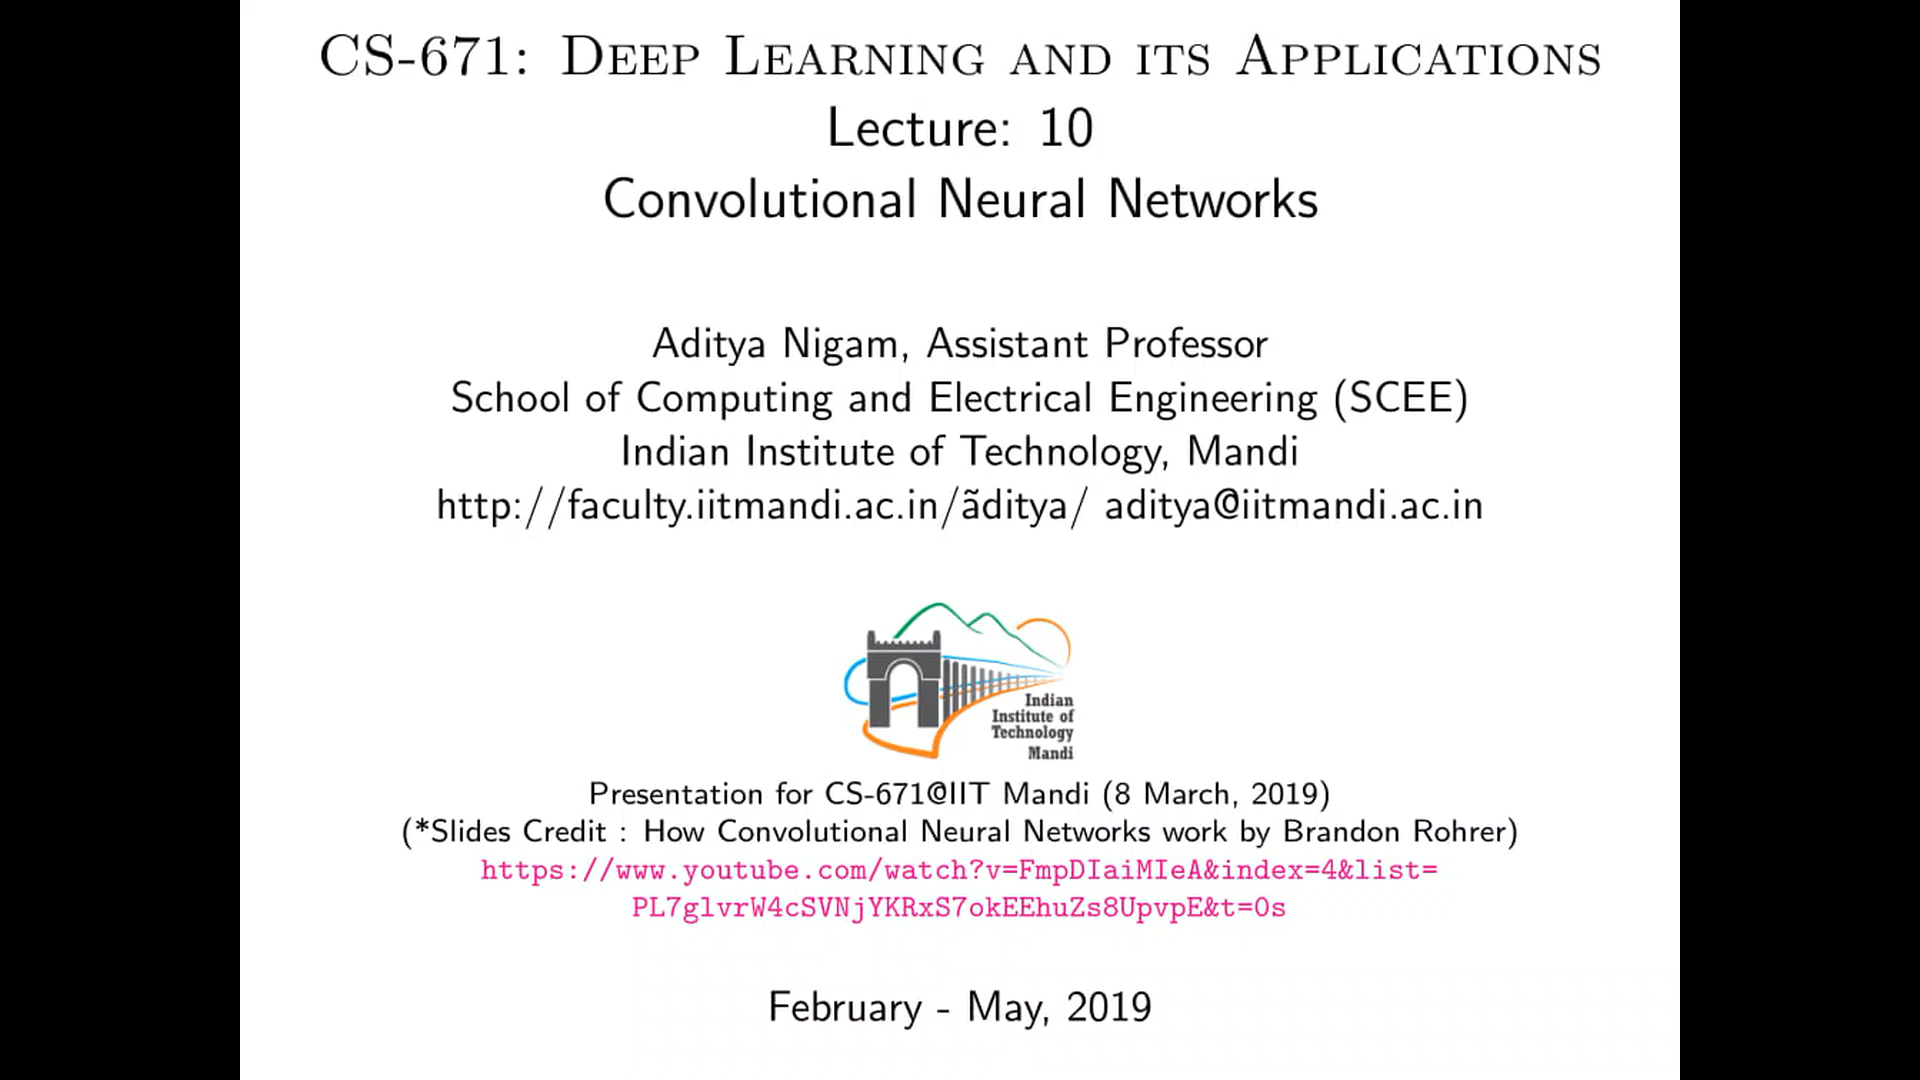 CS-671: Deep Learning and its Applications
Lecture: 10
Convolutional Neural Networks
Aditya Nigam, Assistant Professor
School of Computing and Electrical Engineering (SCEE)
Indian Institute of Technology, Mandi
http://faculty.iitmandi.ac.in/ãditya/ aditya@iitmandi.ac.in
Indian
Institute of
Technology
Mandi
Presentation for CS-671@IIT Mandi (8 March, 2019)
(*Slides Credit : How Convolutional Neural Networks work by Brandon Rohrer)
https://www.youtube.com/watch?v=FmpDIaiMIeA&index=4&list=
PL7glvrW4cSVNjYKRxS7okEEhuZs8UpvpE&t=0s
February - May, 2019